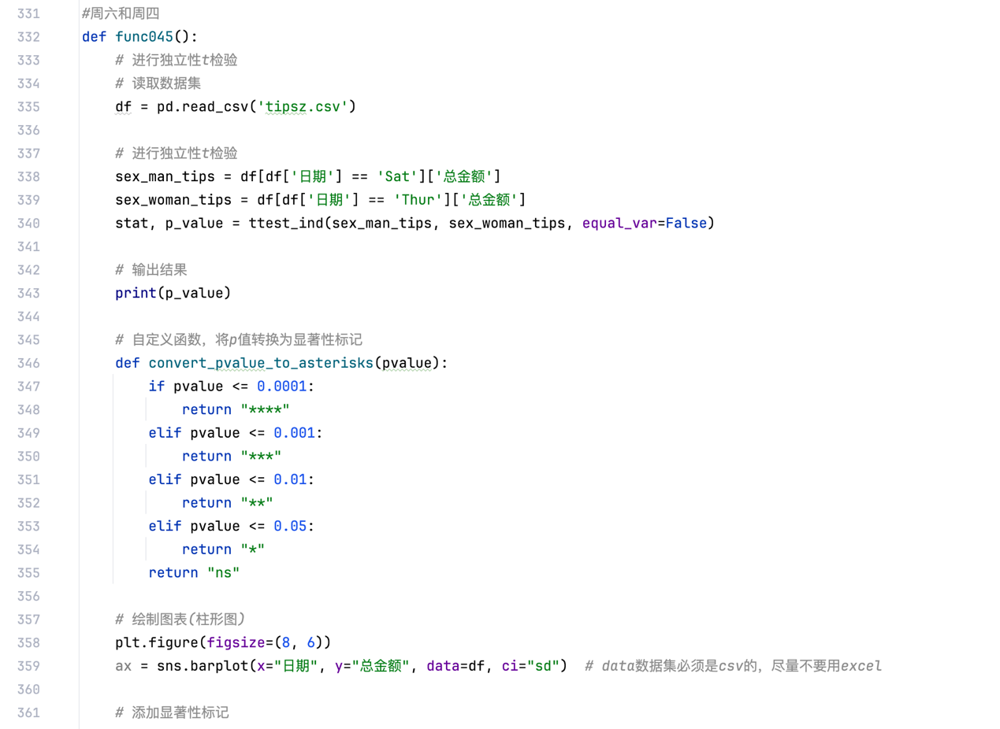 331 #周六和周四
332 def func045():
333     # 进行独立性t检验
334     # 读取数据集
335     df = pd.read_csv('tipsz.csv')
336
337     # 进行独立性t检验
338     sex_man_tips = df[df['日期'] == 'Sat']['总金额']
339     sex_woman_tips = df[df['日期'] == 'Thur']['总金额']
340     stat, p_value = ttest_ind(sex_man_tips, sex_woman_tips, equal_var=False)
341
342     # 输出结果
343     print(p_value)
344
345     # 自定义函数，将p值转换为显著性标记
346     def convert_pvalue_to_asterisks(pvalue):
347         if pvalue <= 0.0001:
348             return "****"
349         elif pvalue <= 0.001:
350             return "***"
351         elif pvalue <= 0.01:
352             return "**"
353         elif pvalue <= 0.05:
354             return "*"
355         return "ns"
356
357     # 绘制图表(柱形图)
358     plt.figure(figsize=(8, 6))
359     ax = sns.barplot(x="日期", y="总金额", data=df, ci="sd")  # data数据集必须是csv的，尽量不要用excel
360
361     # 添加显著性标记